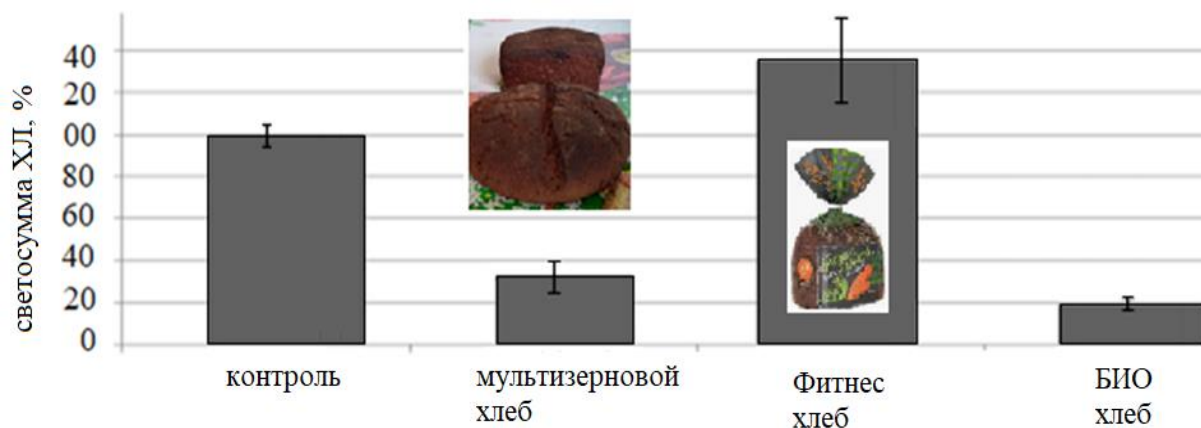 светосумма ХЛ, %
40
20
00
80
60
40
20
0
контроль
мультизерновой
хлеб
Фитнес
хлеб
БИО
хлеб